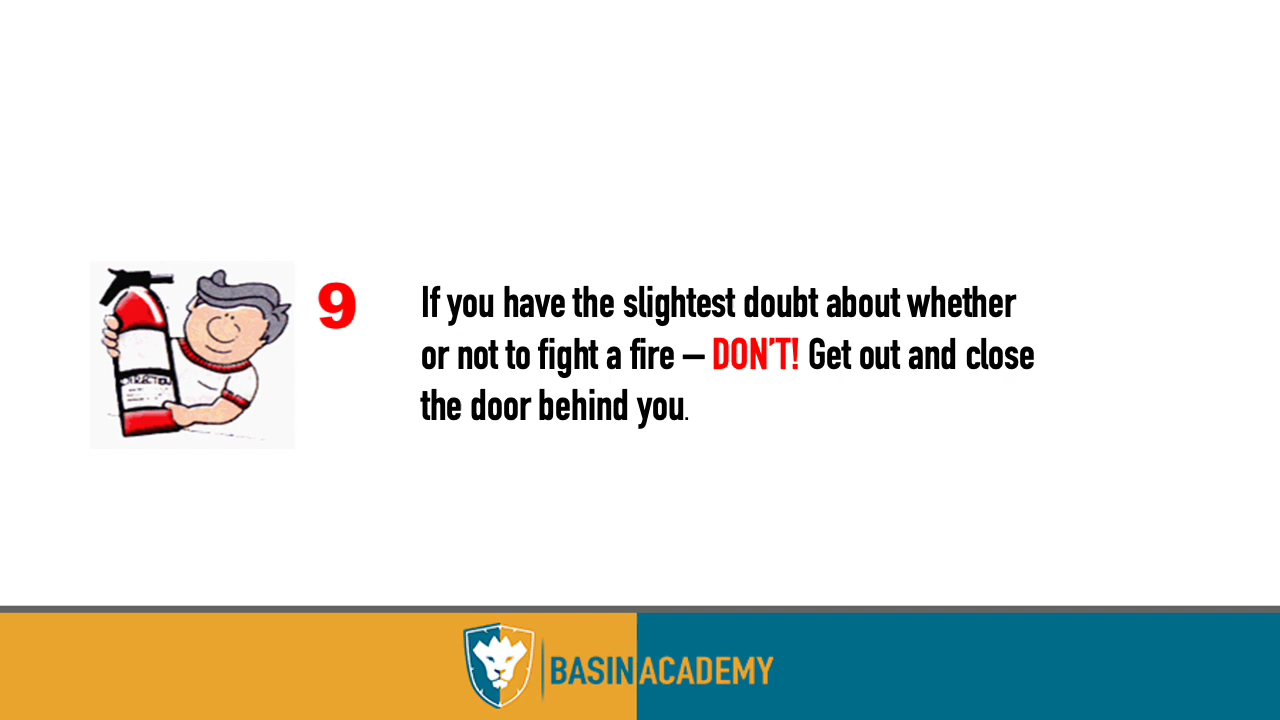 9
If you have the slightest doubt about whether
or not to fight a fire – DON'T! Get out and close
the door behind you.
BASIN ACADEMY